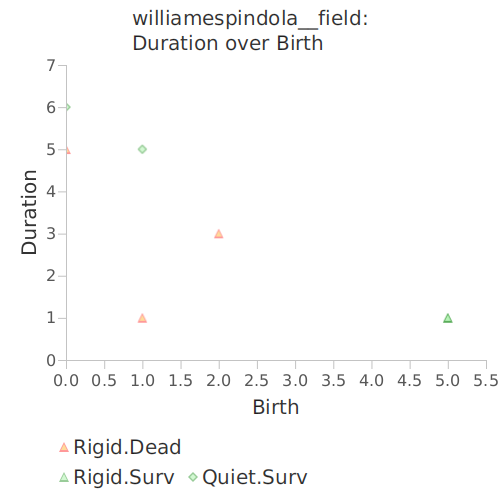 williamespindola__field:
Duration over Birth
Duration
7
6
5
4
3
2
1
0
0.0 0.5 1.0 1.5 2.0 2.5 3.0 3.5 4.0 4.5 5.0 5.5
Birth
Rigid.Dead
Rigid.Surv Quiet.Surv